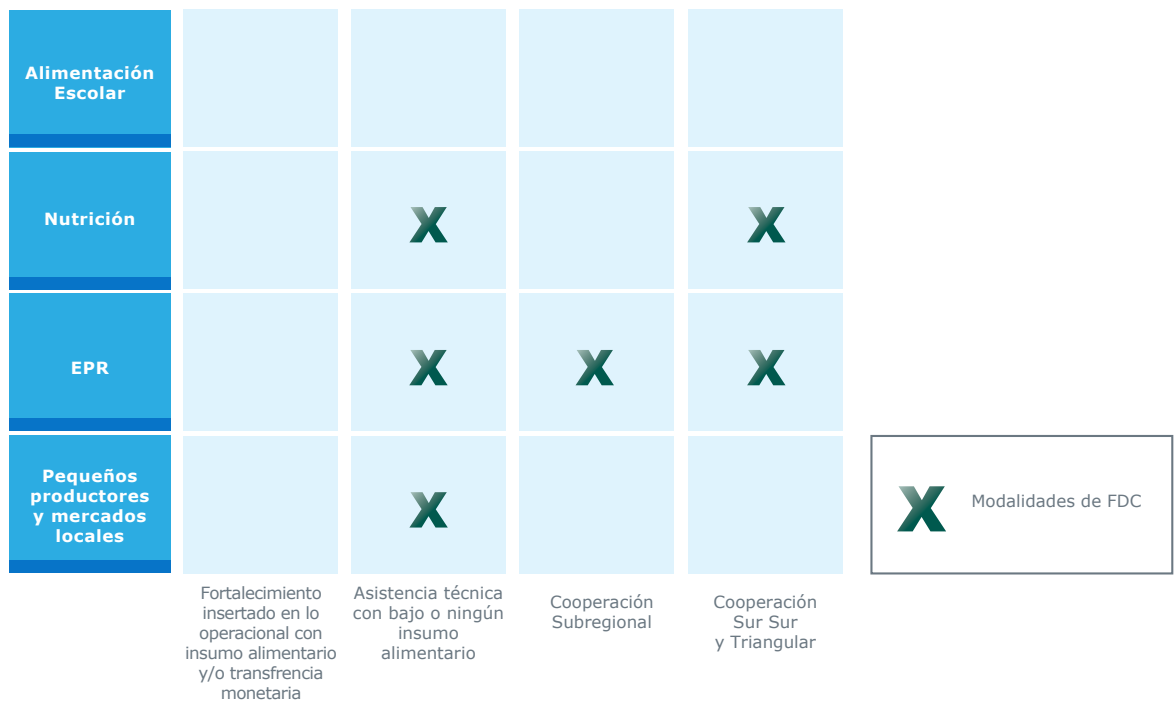 Alimentación
Escolar
Nutrición
X
X
EPR
X
X
X
Pequeños
productores
y mercados
locales
X
X
Modalidades de FDC
Fortalecimiento
insertado en lo
operacional con
insumo alimentario
y/o transfrencia
monetaria
Asistencia técnica
con bajo o ningún
insumo
alimentario
Cooperación
Subregional
Cooperación
Sur Sur
y Triangular